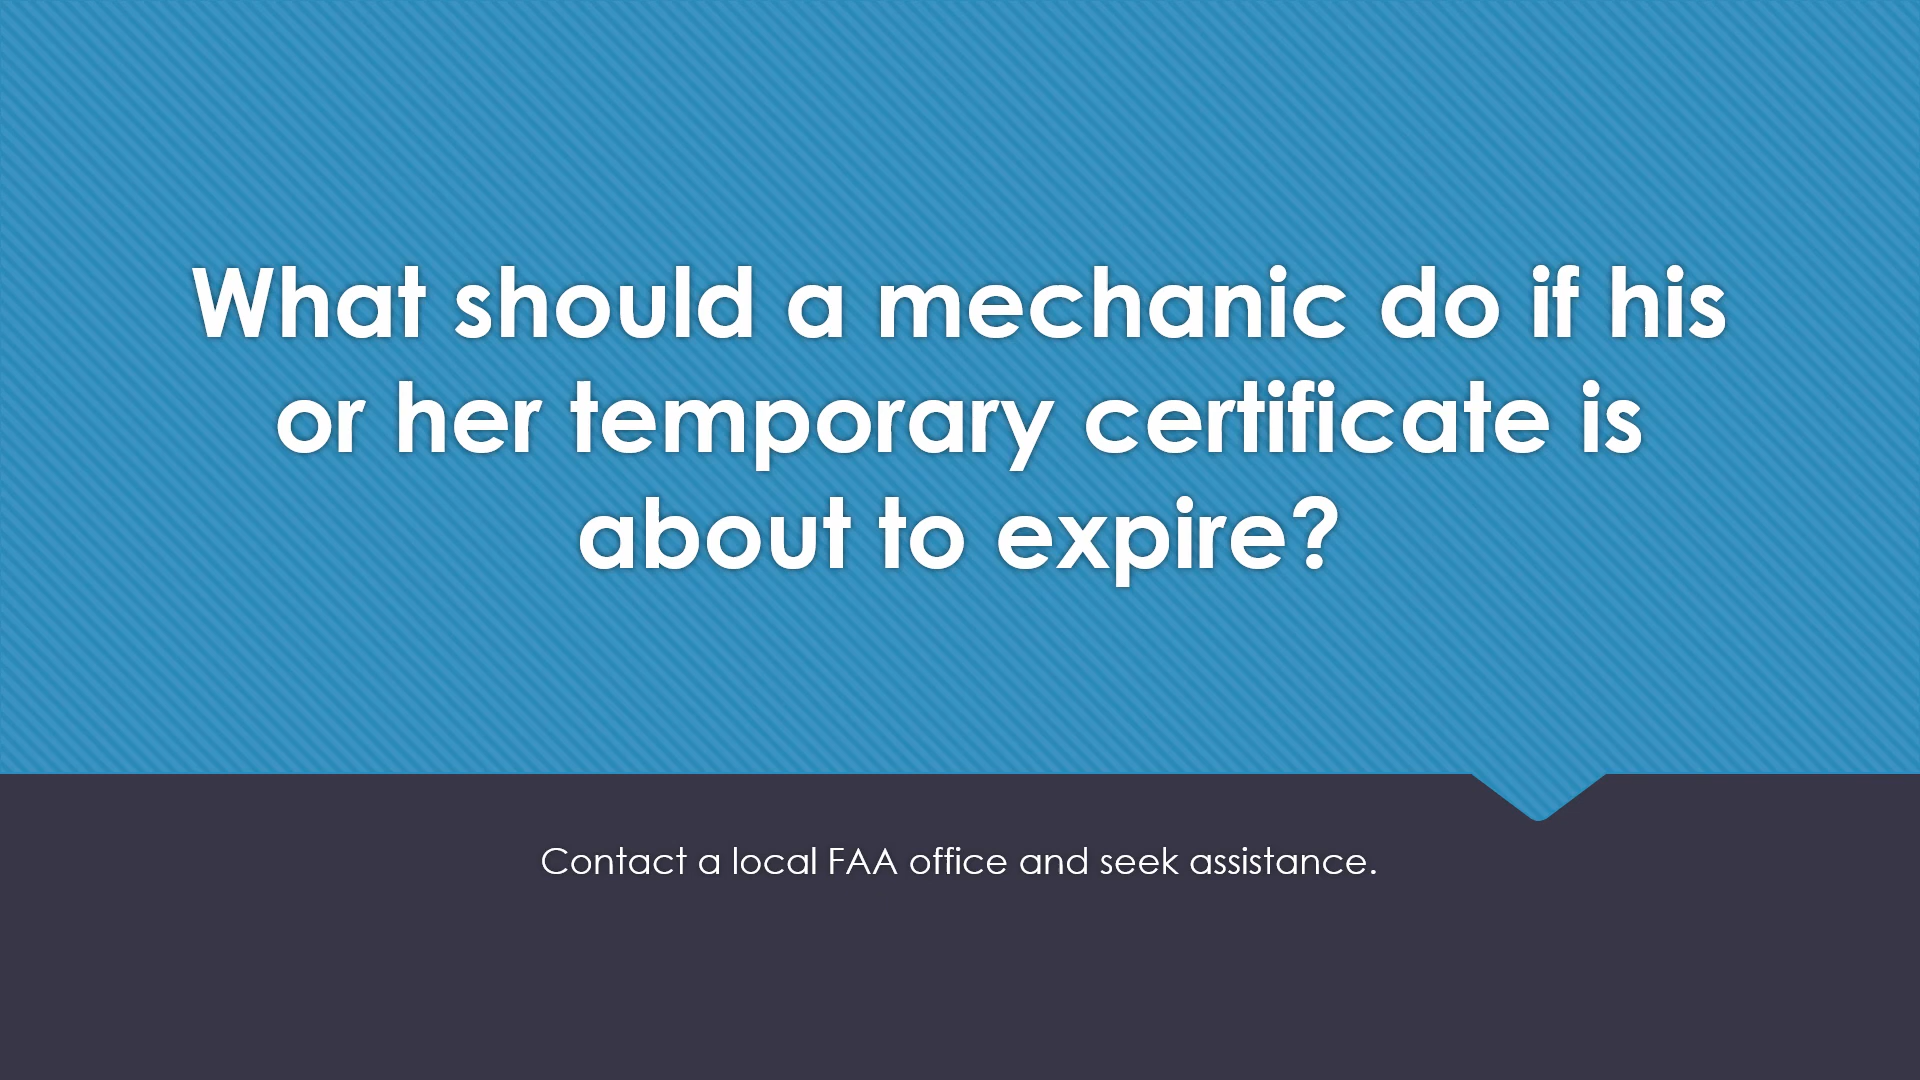 What should a mechanic do if his
or her temporary certificate is
about to expire?
Contact a local FAA office and seek assistance.